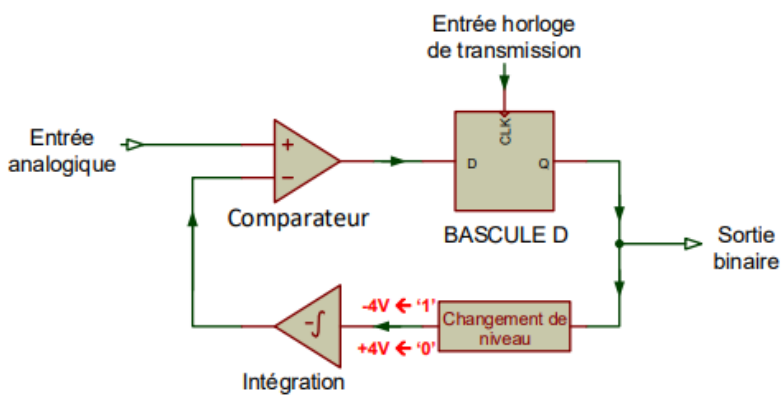 Entrée horloge
de transmission
Entrée
analogique
+
−
Comparateur
CLK
D
Q
BASCULE D
Sortie
binaire
-4V ← ‘1’
+4V ← ‘0’
Changement de
niveau
-∫
Intégration